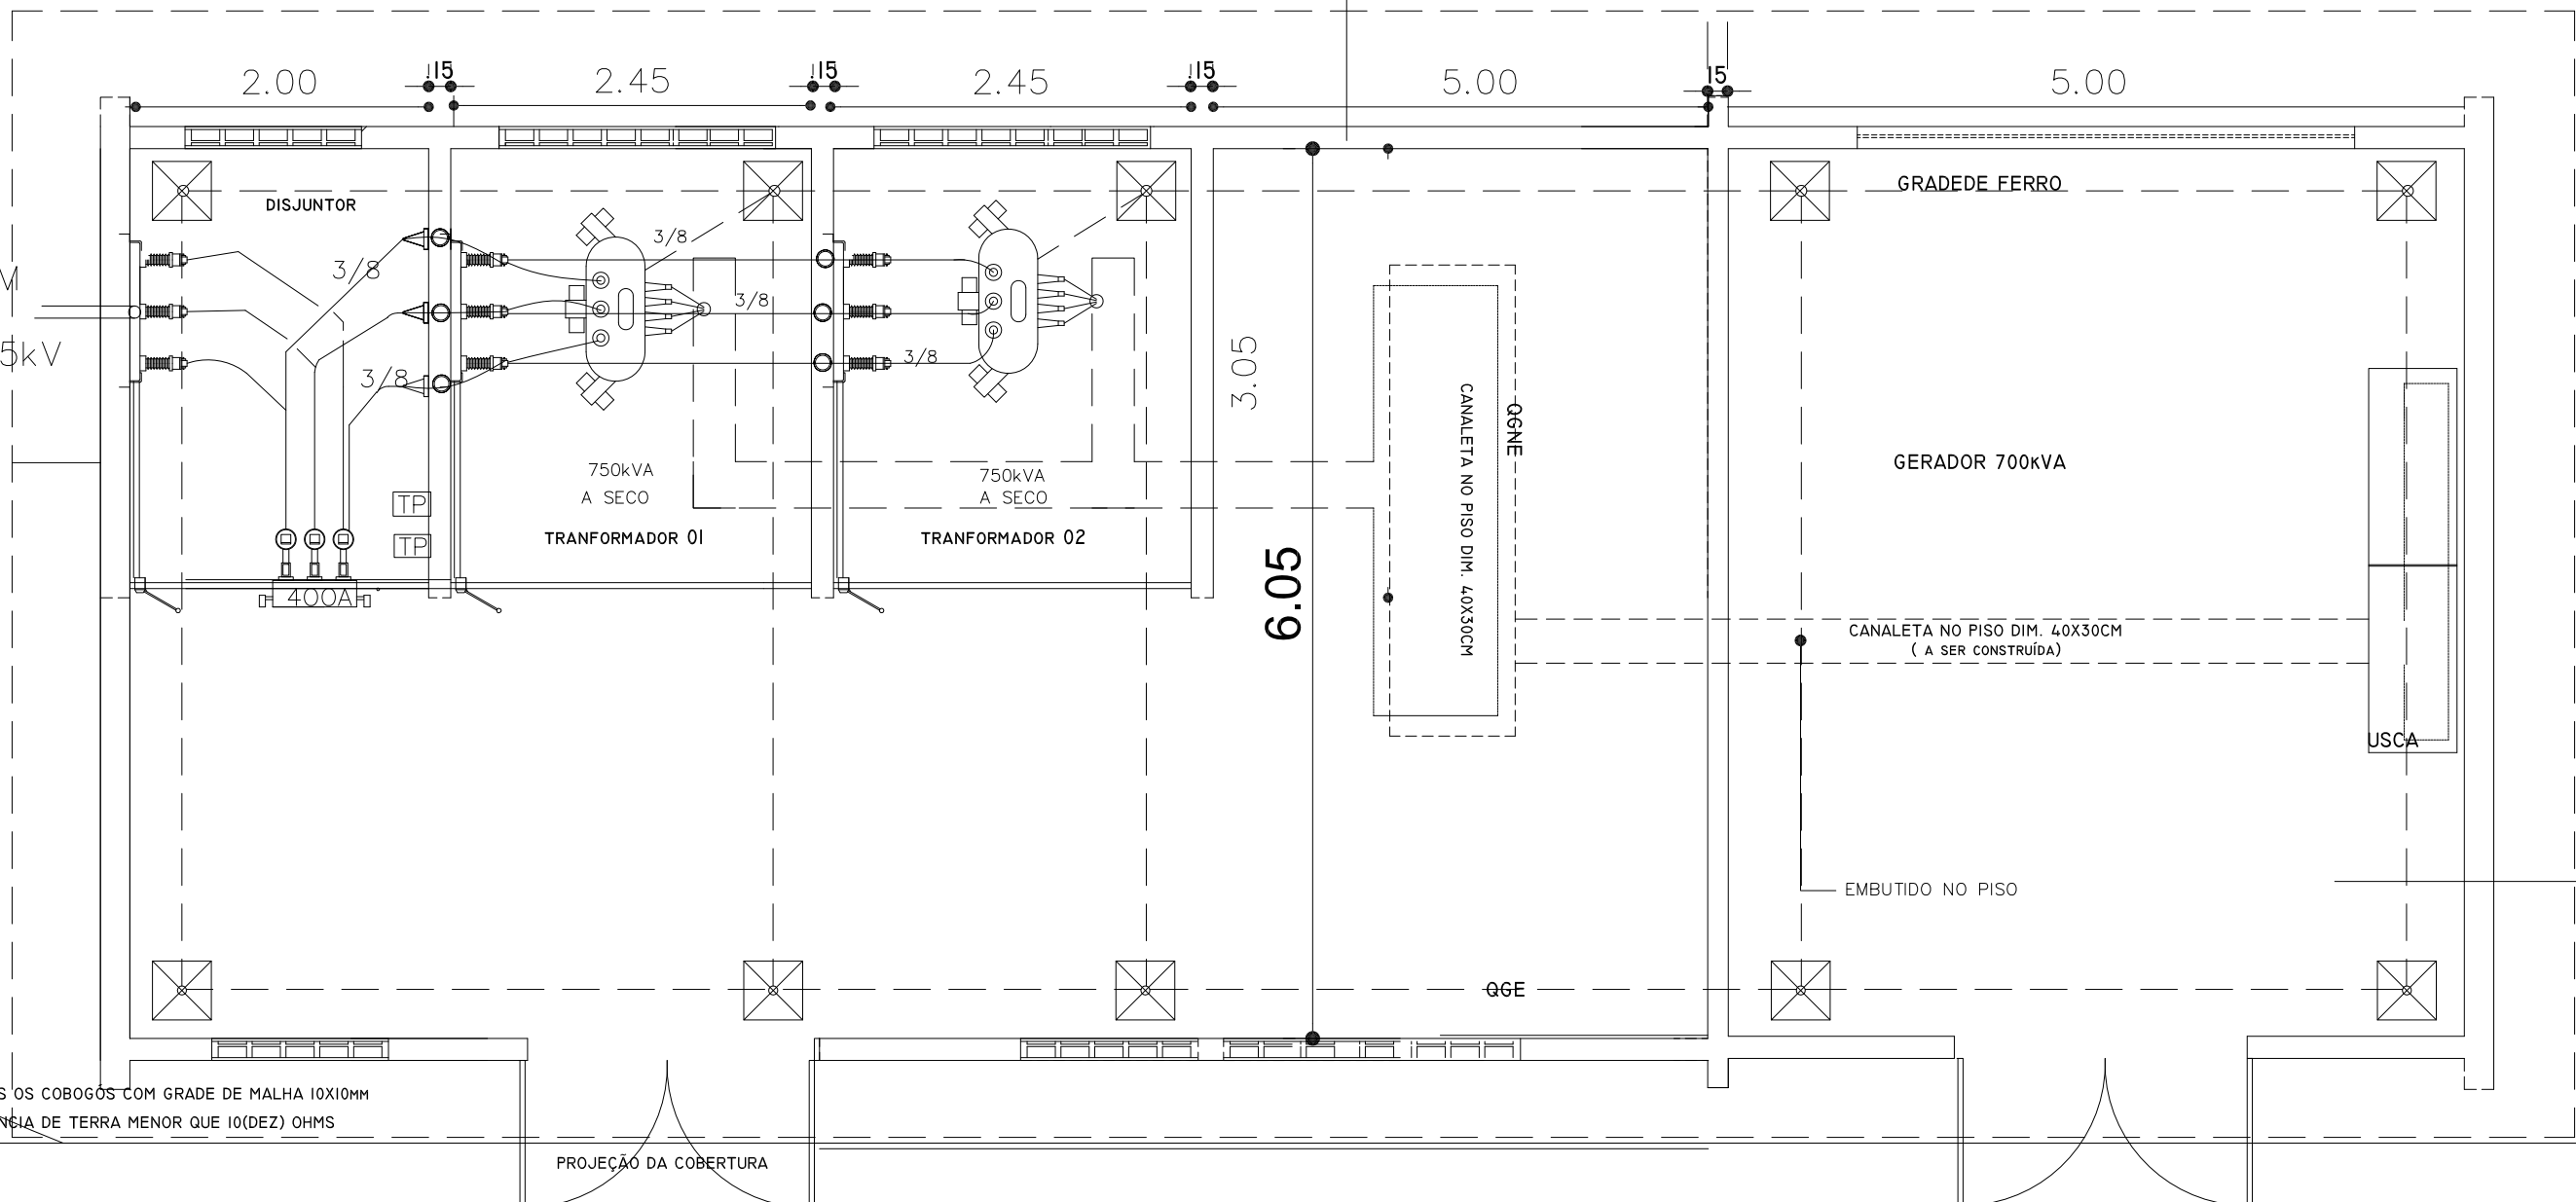 2.00
.15
2.45
.15
2.45
.15
5.00
15
5.00
DISJUNTOR
GRADEDE FERRO
3/8
3/8
M
3/8
5kV
3/8
3/8
3.05
CANALETA NO PISO DIM. 40X30CM
QGNE
750kVA
A SECO
750kVA
A SECO
GERADOR 700KVA
TP
TP
TRANFORMADOR 01
TRANFORMADOR 02
400A
6.05
CANALETA NO PISO DIM. 40X30CM
( A SER CONSTRUÍDA)
USCA
EMBUTIDO NO PISO
QGE
S OS COBOGÓS COM GRADE DE MALHA 10X10MM
NCIA DE TERRA MENOR QUE 10(DEZ) OHMS
PROJEÇÃO DA COBERTURA